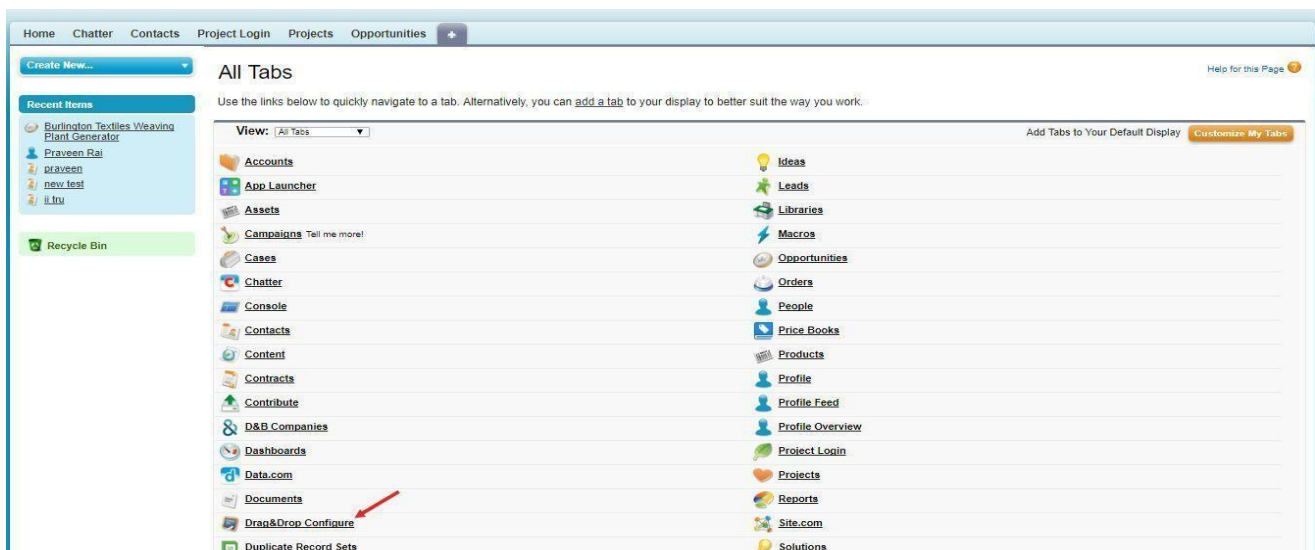 Home Chatter Contacts Project Login Projects Opportunities +
Create New...
Recent Items
Burlington Textiles Weaving
Plant Generator
Praveen Rai
praveen
new test
ii tru
Recycle Bin
All Tabs
Help for this Page ?
Use the links below to quickly navigate to a tab. Alternatively, you can add a tab to your display to better suit the way you work.
View: All Tabs
Add Tabs to Your Default Display Customize My Tabs
Accounts
App Launcher
Assets
Campaigns Tell me more!
Cases
Chatter
Console
Contacts
Content
Contracts
Contribute
D&B Companies
Dashboards
Data.com
Documents
Drag&Drop Configure
Duplicate Record Sets
Ideas
Leads
Libraries
Macros
Opportunities
Orders
People
Price Books
Products
Profile
Profile Feed
Profile Overview
Project Login
Projects
Reports
Site.com
Solutions